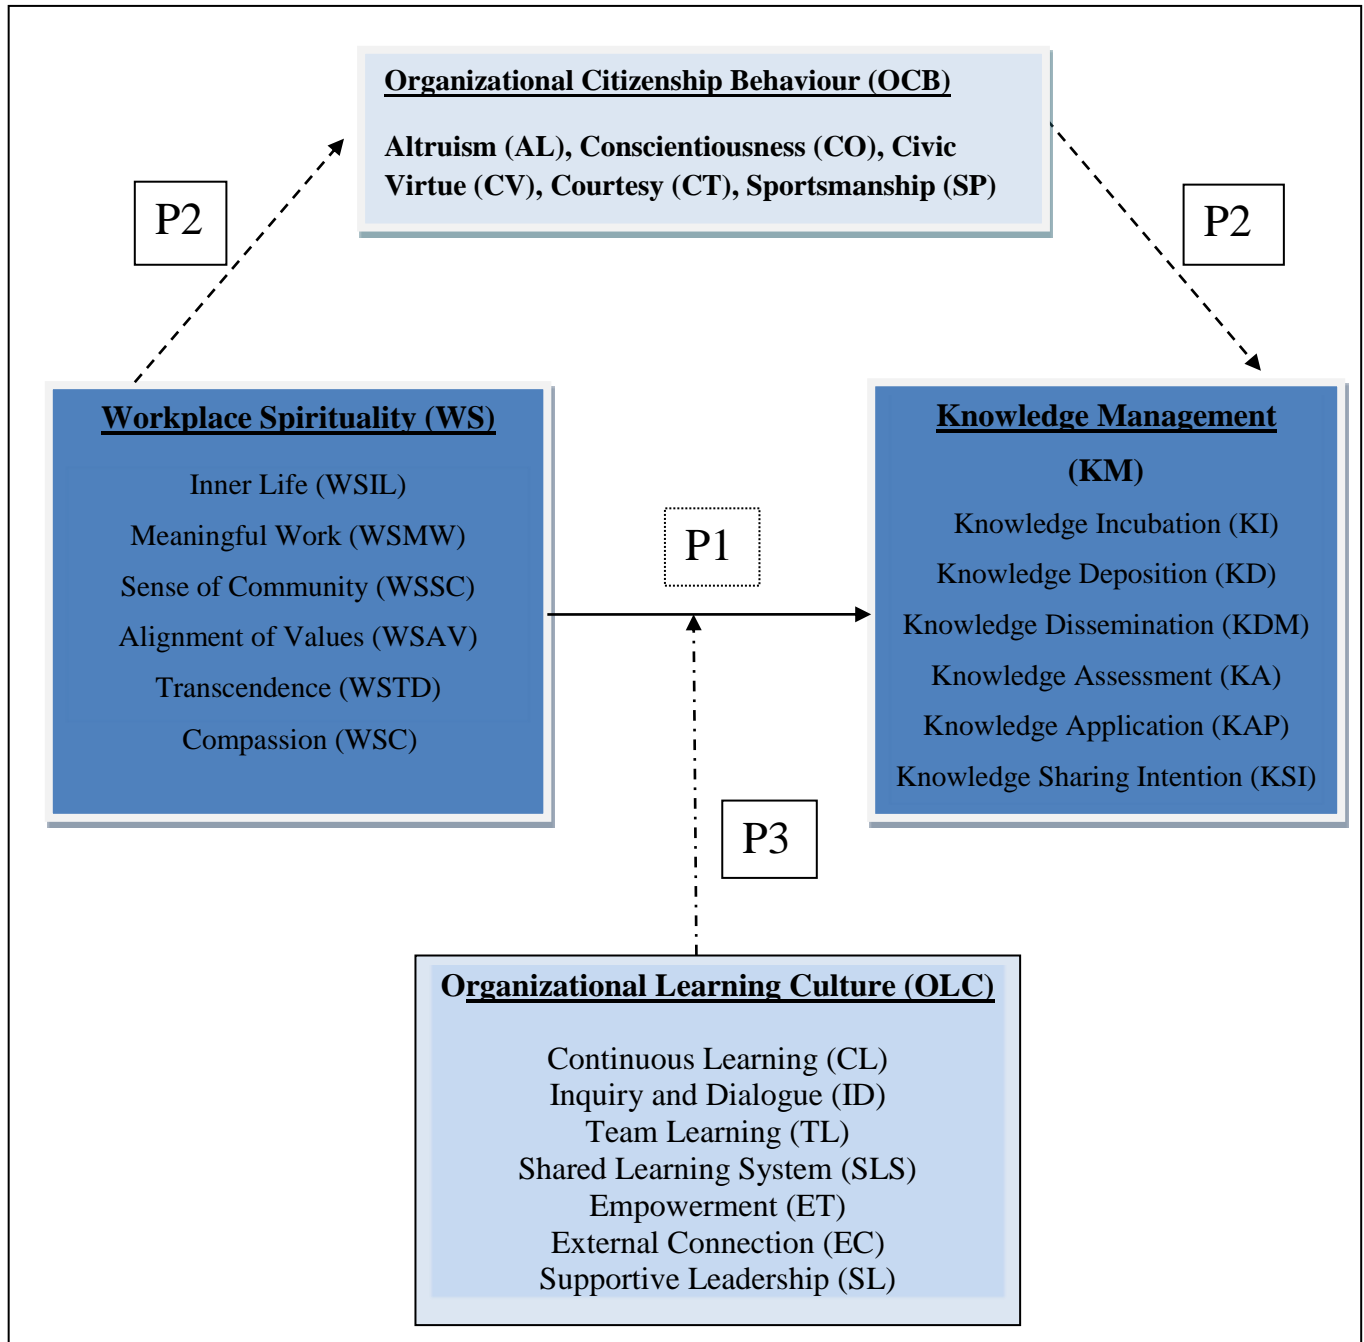 Organizational Citizenship Behaviour (OCB)
Altruism (AL), Conscientiousness (CO), Civic
Virtue (CV), Courtesy (CT), Sportsmanship (SP)
P2
P2
Workplace Spirituality (WS)
Inner Life (WSIL)
Meaningful Work (WSMW)
Sense of Community (WSSC)
Alignment of Values (WSAV)
Transcendence (WSTD)
Compassion (WSC)
P1
Knowledge Management
(KM)
Knowledge Incubation (KI)
Knowledge Deposition (KD)
Knowledge Dissemination (KDM)
Knowledge Assessment (KA)
Knowledge Application (KAP)
Knowledge Sharing Intention (KSI)
P3
Organizational Learning Culture (OLC)
Continuous Learning (CL)
Inquiry and Dialogue (ID)
Team Learning (TL)
Shared Learning System (SLS)
Empowerment (ET)
External Connection (EC)
Supportive Leadership (SL)